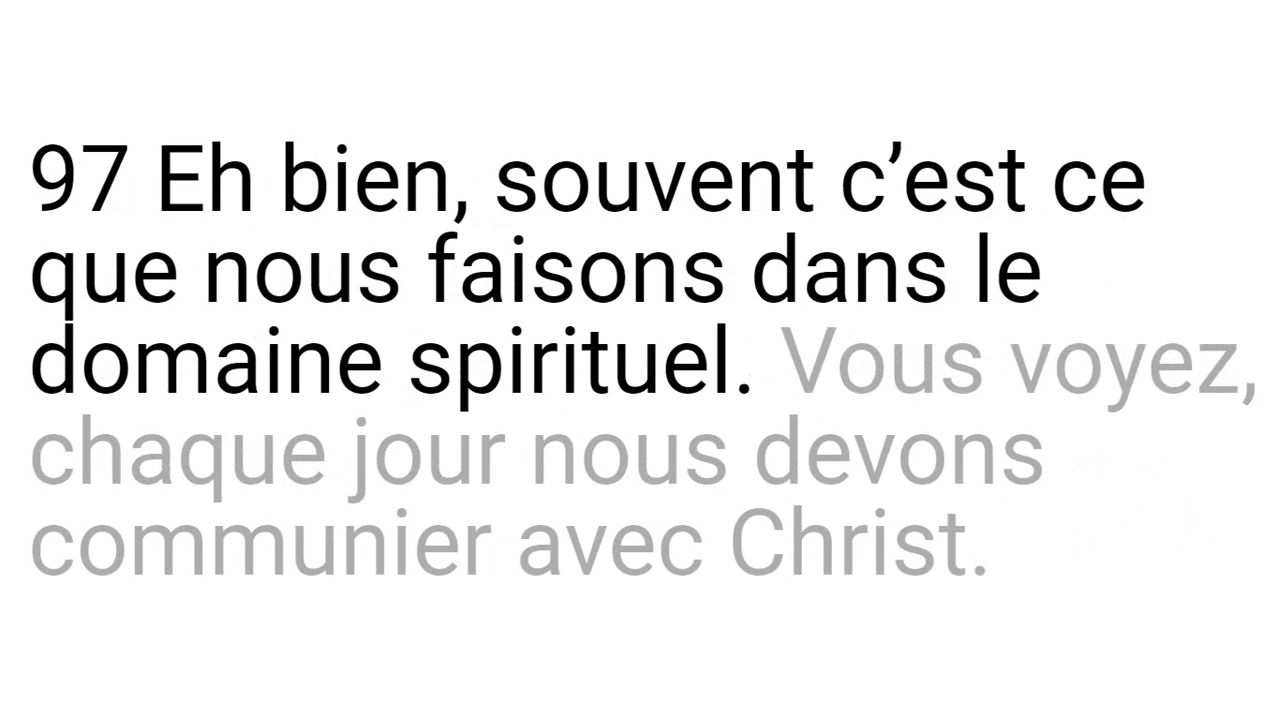 97 Eh bien, souvent c’est ce
que nous faisons dans le
domaine spirituel. Vous voyez,
chaque jour nous devons
communier avec Christ.